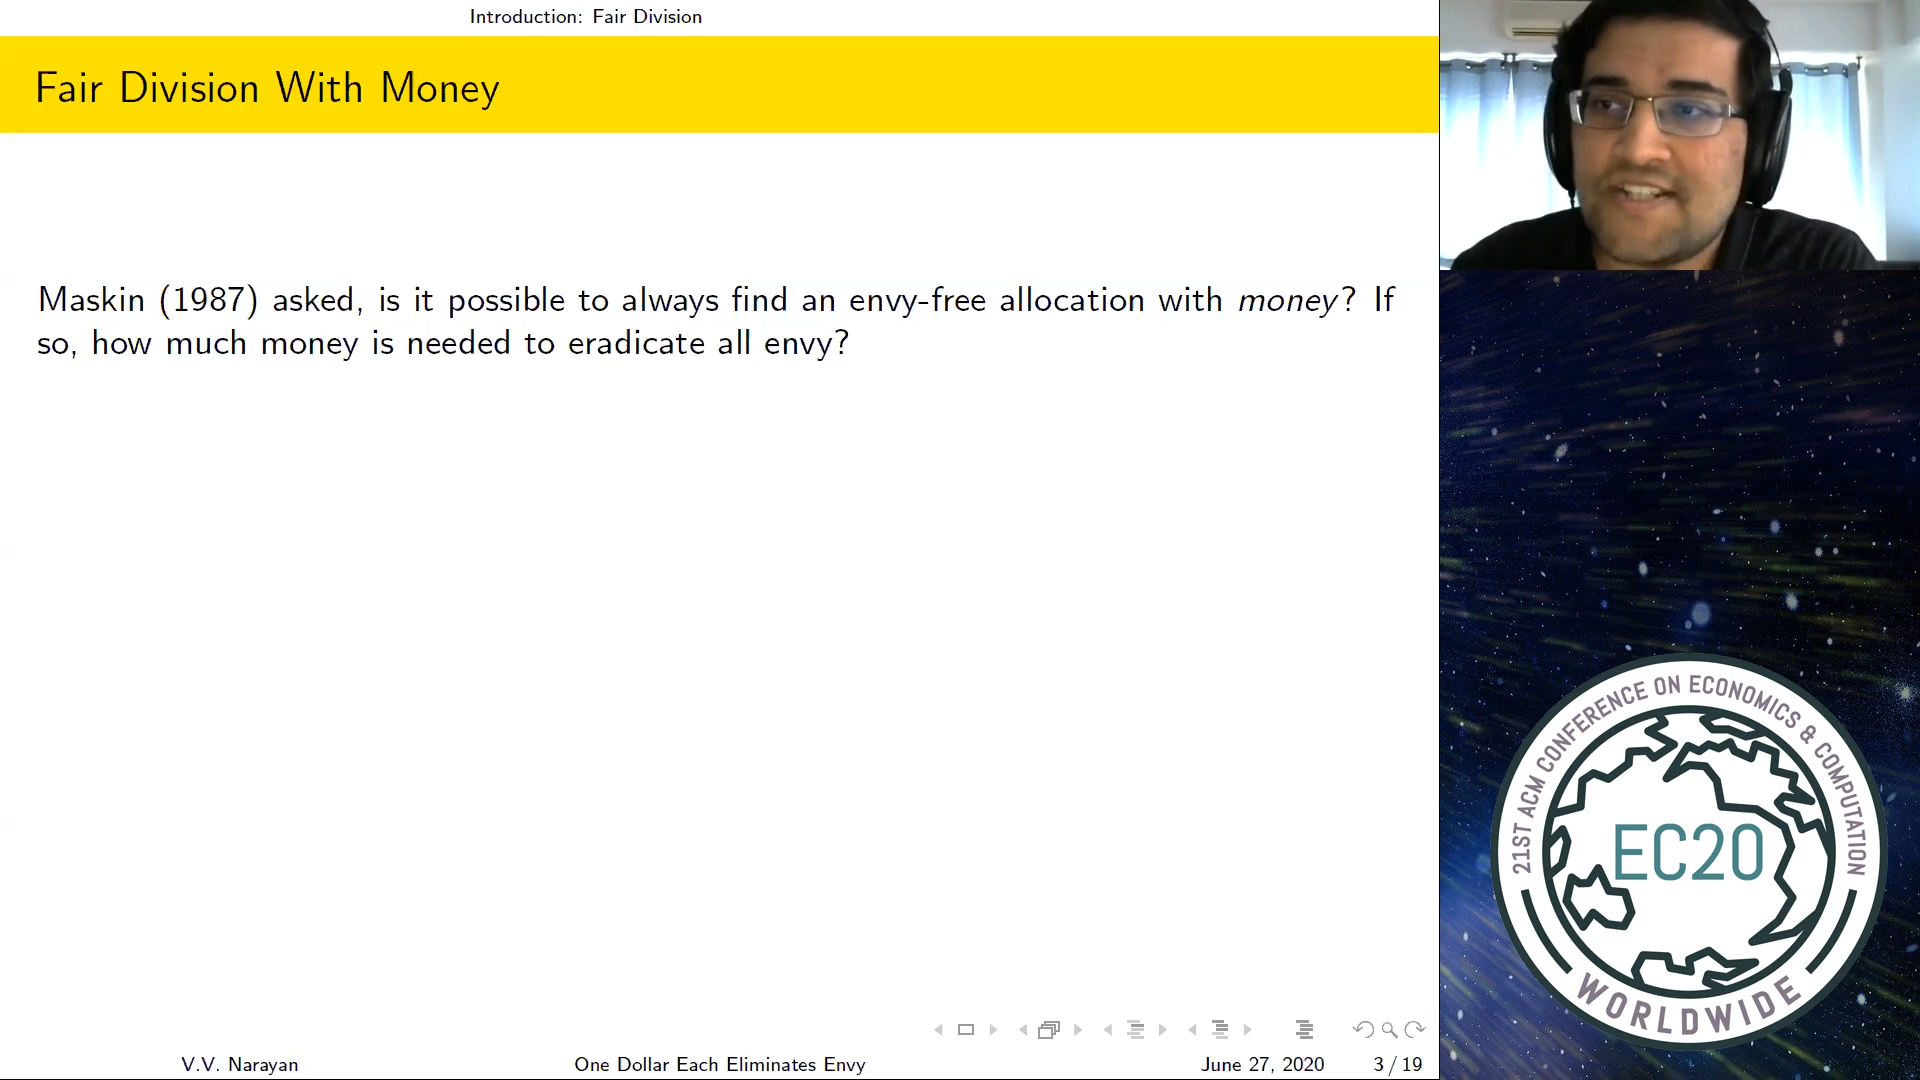 Introduction: Fair Division
Fair Division With Money
Maskin (1987) asked, is it possible to always find an envy-free allocation with money? If
so, how much money is needed to eradicate all envy?
V.V. Narayan
One Dollar Each Eliminates Envy
June 27, 2020
3 / 19
21ST ACM CONFERENCE ON ECONOMICS & COMPUTATION
EC20
WORLDWIDE